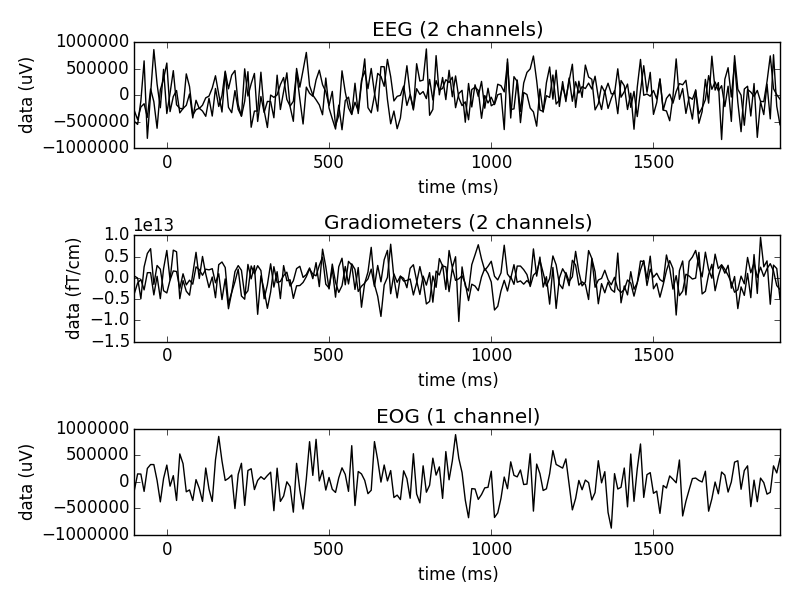 EEG (2 channels)
1000000
500000
0
−500000
−1000000
data (uV)
0 500 1000 1500
time (ms)
Gradiometers (2 channels)
1e13
1.0
0.5
0.0
−0.5
−1.0
−1.5
data (fT/cm)
0 500 1000 1500
time (ms)
EOG (1 channel)
1000000
500000
0
−500000
−1000000
data (uV)
0 500 1000 1500
time (ms)